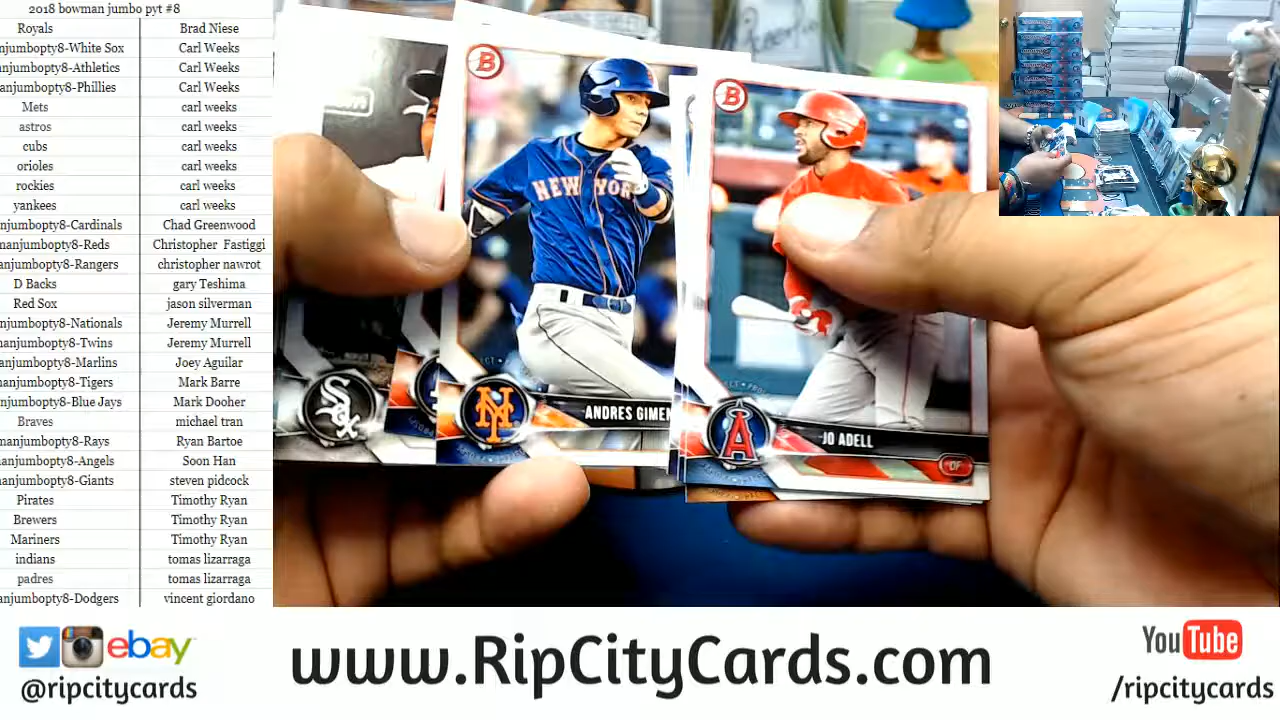 2018 bowman jumbo pyt #8
Royals Brad Niese
anjumbopty8-White Sox Carl Weeks
anjumbopty8-Athletics Carl Weeks
anjumbopty8-Phillies Carl Weeks
Mets carl weeks
astros carl weeks
cubs carl weeks
orioles carl weeks
rockies carl weeks
yankees carl weeks
njumbopty8-Cardinals Chad Greenwood
manjumbopty8-Reds Christopher Fastiggi
anjumbopty8-Rangers christopher nawrot
D Backs gary Teshima
Red Sox jason silverman
njumbopty8-Nationals Jeremy Murrell
njumbopty8-Twins Jeremy Murrell
njumbopty8-Marlins Joey Aguilar
manjumbopty8-Tigers Mark Barre
anjumbopty8-Blue Jays Mark Dooher
Braves michael tran
manjumbopty8-Rays Ryan Bartoe
anjumbopty8-Angels Soon Han
anjumbopty8-Giants steven pidcock
Pirates Timothy Ryan
Brewers Timothy Ryan
Mariners Timothy Ryan
indians tomas lizarraga
padres tomas lizarraga
anjumbopty8-Dodgers vincent giordano
B
NEW YORK
NY
ANDRES GIMEN
Sox
B
A
JO ADELL
OF
ebay
@ripcitycards
www.RipCityCards.com
YouTube
/ripcitycards